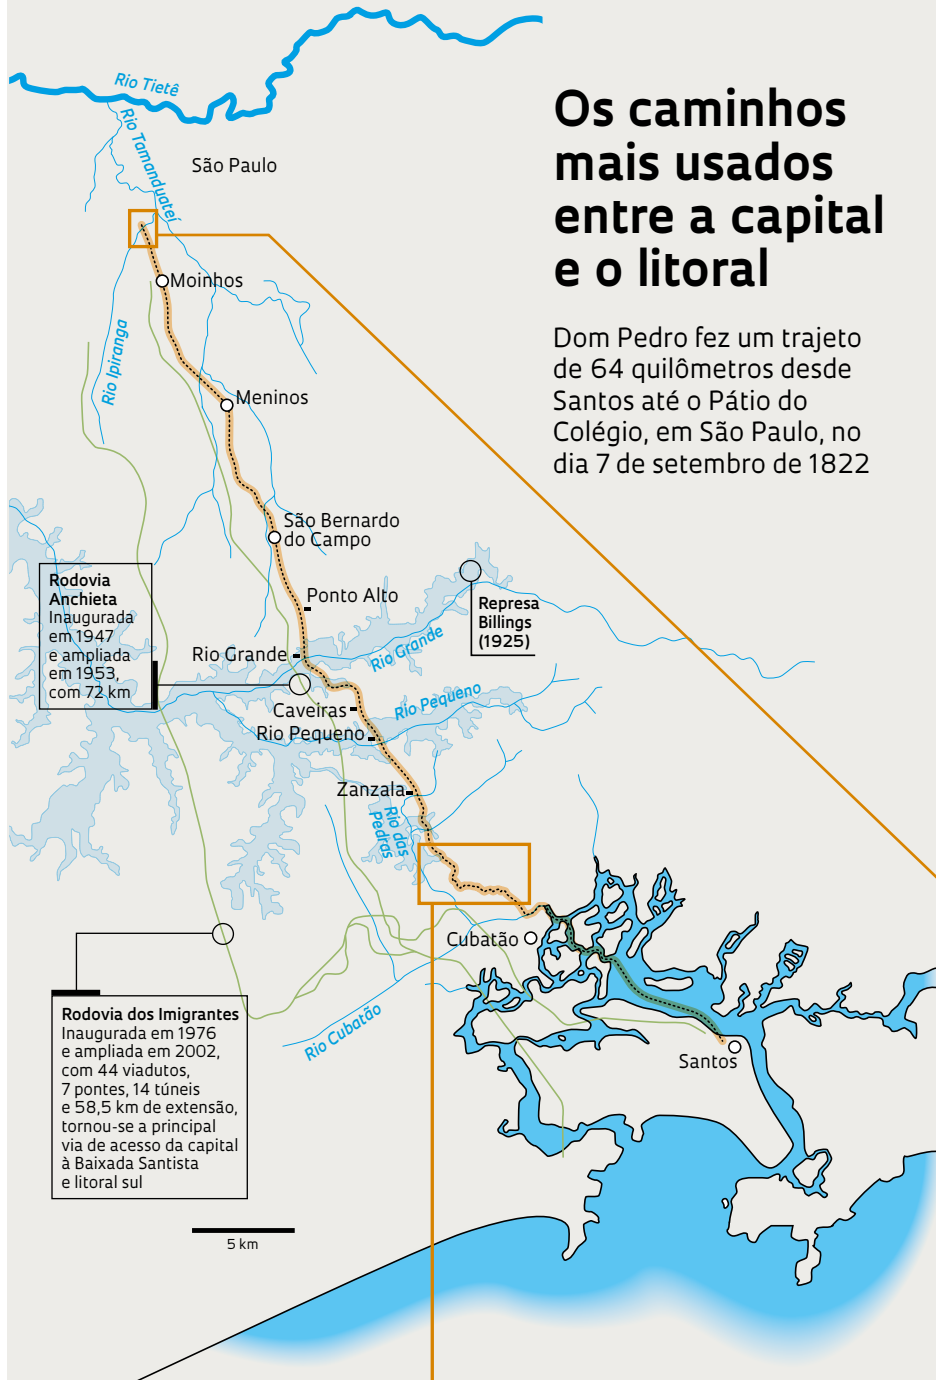 Os caminhos
mais usados
entre a capital
e o litoral
Dom Pedro fez um trajeto
de 64 quilômetros desde
Santos até o Pátio do
Colégio, em São Paulo, no
dia 7 de setembro de 1822
Rio Tietê
Rio Tamanduateí
São Paulo
Moinhos
Rio Ipiranga
Meninos
São Bernardo
do Campo
Rodovia
Anchieta
Inaugurada
em 1947
e ampliada
em 1953,
com 72 km
Ponto Alto
Represa
Billings
(1925)
Rio Grande
Rio Grande
Caveiras
Rio Pequeno
Rio Pequeno
Zanzala
Rio das
Pedras
Cubatão
Rio Cubatão
Santos
Rodovia dos Imigrantes
Inaugurada em 1976
e ampliada em 2002,
com 44 viadutos,
7 pontes, 14 túneis
e 58,5 km de extensão,
tornou-se a principal
via de acesso da capital
à Baixada Santista
e litoral sul
5 km